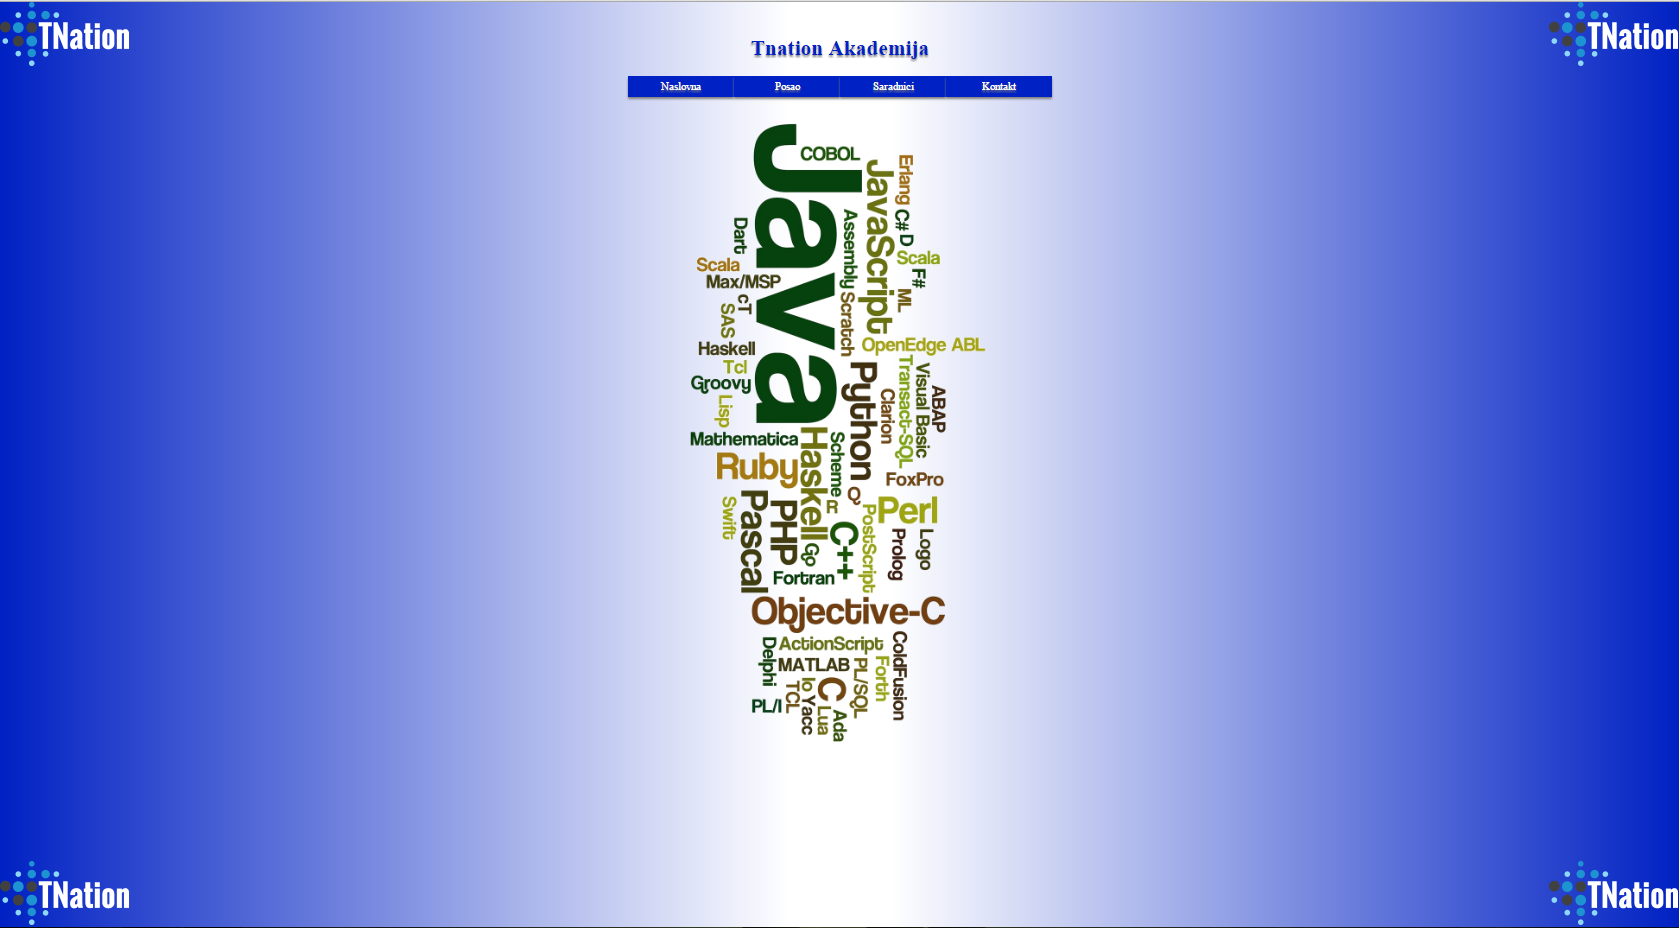 TNation
TNation
Tnation Akademija
Naslovna
Posao
Saradnici
Kontakt
Java
COBOL
JavaScript
Erlang
C#
D
Assembly
Dart
Scala
Scala
F#
Max/MSP
cT
ML
SAS
Scratch
Haskell
OpenEdge ABL
Tcl
Groovy
Transact-SQL
Visual Basic
Python
ABAP
Clarion
Lisp
Mathematica
Haskell
Scheme
Ruby
FoxPro
Q
R
Perl
Swift
Pascal
PHP
C++
PostScript
Prolog
Logo
Go
Fortran
Objective-C
Delphi
ActionScript
ColdFusion
MATLAB
PL/SQL
Forth
TCL
Io
C
PL/I
Yacc
Lua
Ada
TNation
TNation